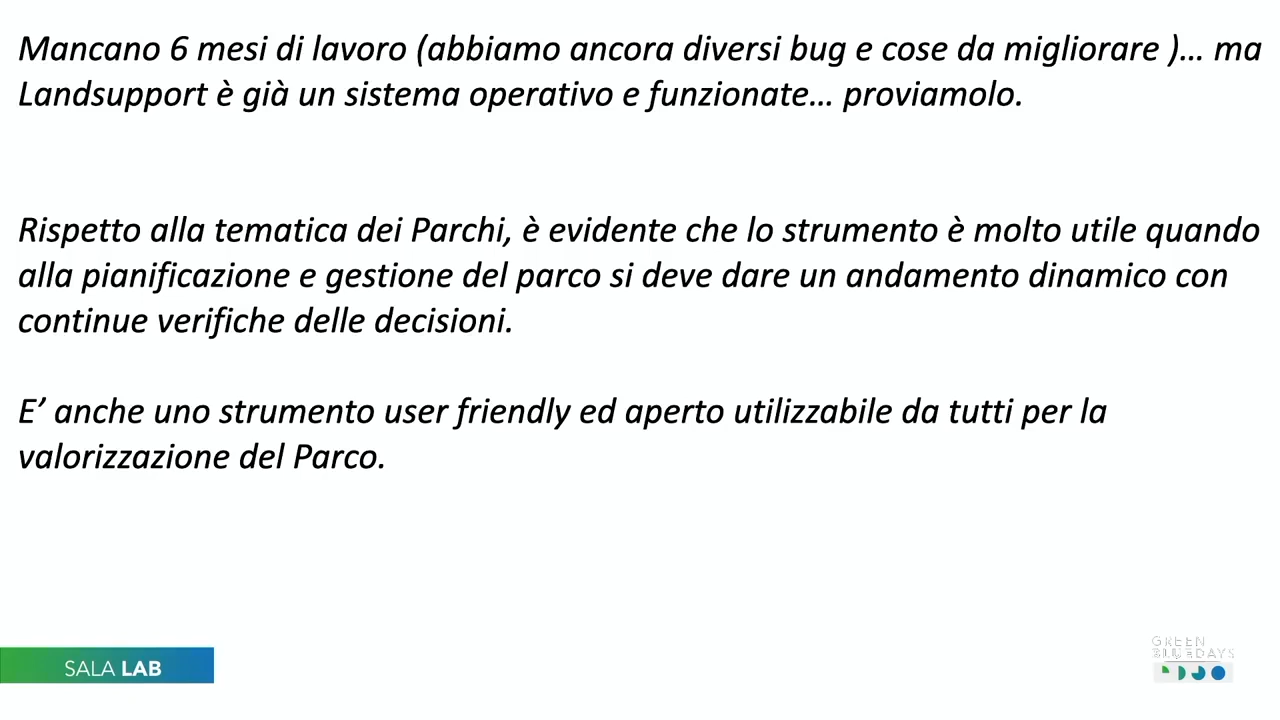 Mancano 6 mesi di lavoro (abbiamo ancora diversi bug e cose da migliorare )... ma
Landsupport è già un sistema operativo e funzionate... proviamolo.
Rispetto alla tematica dei Parchi, è evidente che lo strumento è molto utile quando
alla pianificazione e gestione del parco si deve dare un andamento dinamico con
continue verifiche delle decisioni.
E' anche uno strumento user friendly ed aperto utilizzabile da tutti per la
valorizzazione del Parco.
SALA LAB
GREEN
BLUEDAYS